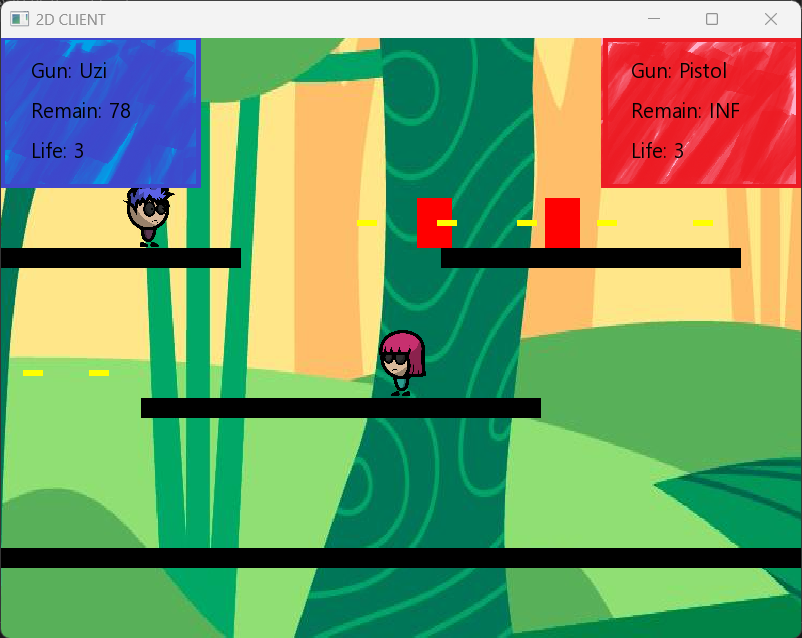 2D CLIENT
Gun: Uzi
Remain: 78
Life: 3
Gun: Pistol
Remain: INF
Life: 3